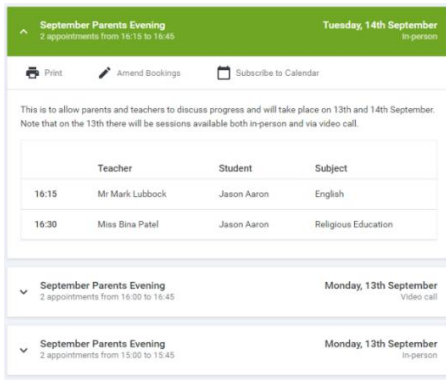 September Parents Evening Tuesday, 14th September
2 appointments from 16:15 to 16:45 In-person
Print Amend Bookings Subscribe to Calendar
This is to allow parents and teachers to discuss progress and will take place on 13th and 14th September.
Note that on the 13th there will be sessions available both in-person and via video call.
Teacher Student Subject
16:15 Mr Mark Lubbock Jason Aaron English
16:30 Miss Bina Patel Jason Aaron Religious Education
September Parents Evening Monday, 13th September
2 appointments from 16:00 to 16:45 Video call
September Parents Evening Monday, 13th September
2 appointments from 15:00 to 15:45 In-person